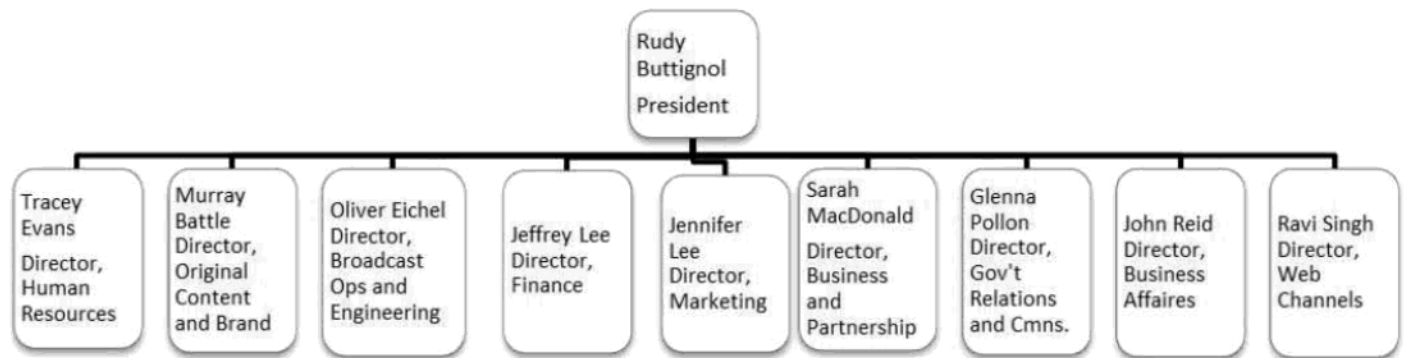 Rudy
Buttignol
President
Tracey
Evans
Director,
Human
Resources
Murray
Battle
Director,
Original
Content
and Brand
Oliver Eichel
Director,
Broadcast
Ops and
Engineering
Jeffrey Lee
Director,
Finance
Jennifer
Lee
Director,
Marketing
Sarah
MacDonald
Director,
Business
and
Partnership
Glenna
Pollon
Director,
Gov't
Relations
and Cmns.
John Reid
Director,
Business
Affaires
Ravi Singh
Director,
Web
Channels